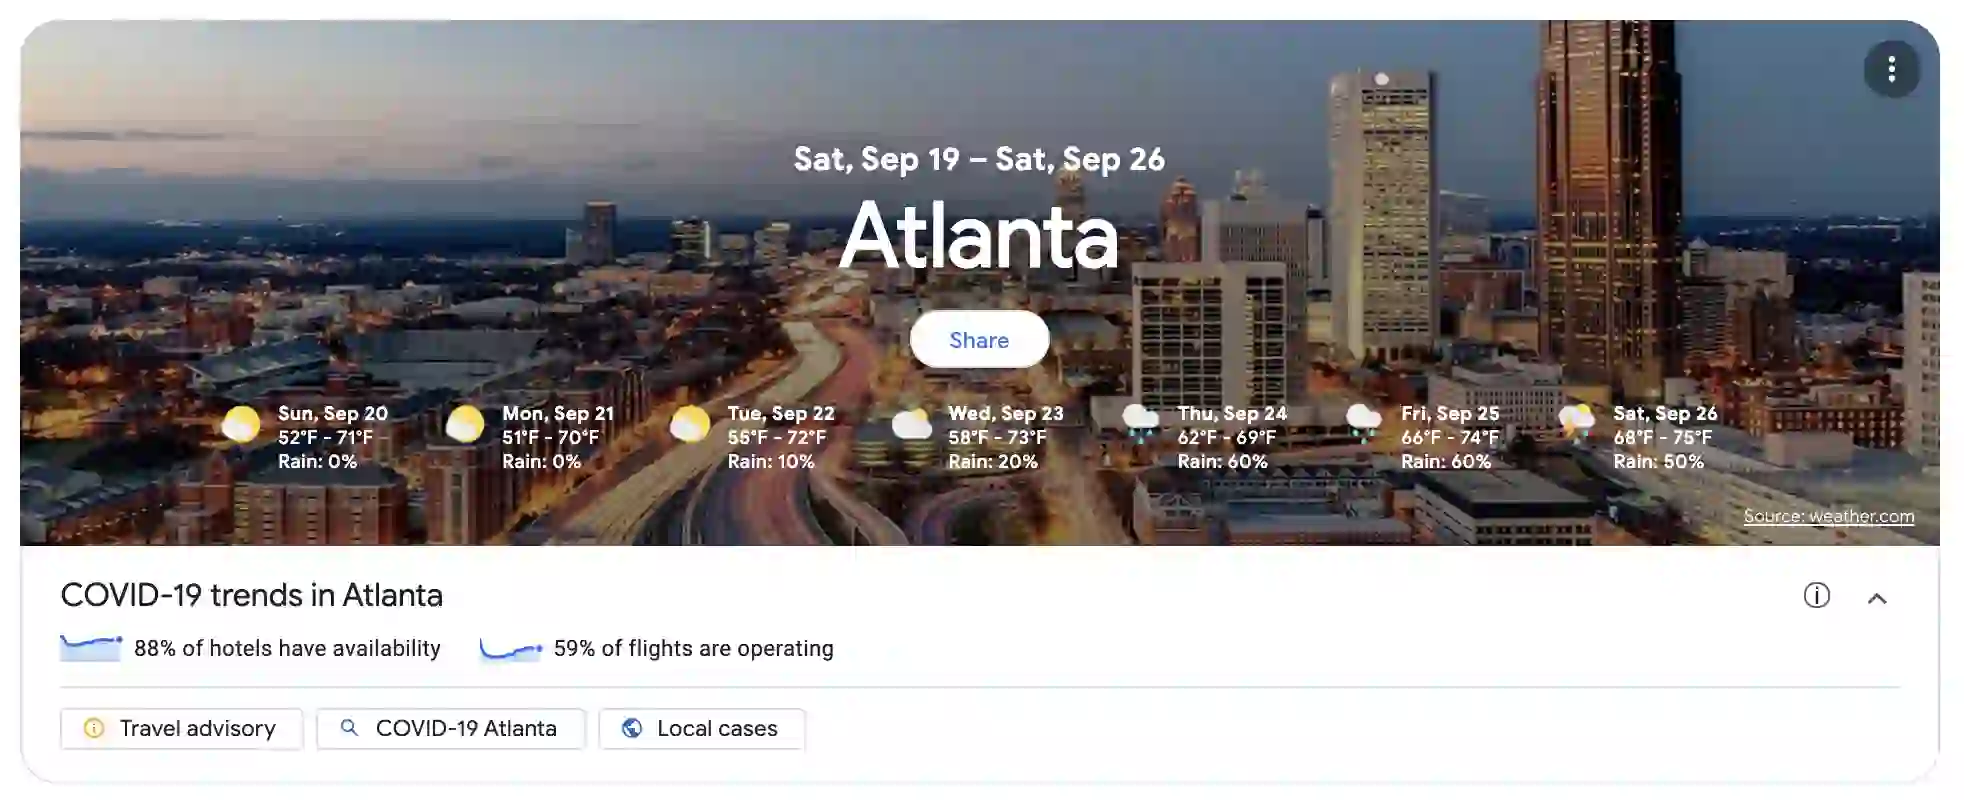 Sat, Sep 19 – Sat, Sep 26
Atlanta
Share
Sun, Sep 20
52°F - 71°F
Rain: 0%
Mon, Sep 21
51°F - 70°F
Rain: 0%
Tue, Sep 22
55°F - 72°F
Rain: 10%
Wed, Sep 23
58°F - 73°F
Rain: 20%
Thu, Sep 24
62°F - 69°F
Rain: 60%
Fri, Sep 25
66°F - 74°F
Rain: 60%
Sat, Sep 26
68°F - 75°F
Rain: 50%
Source: weather.com
COVID-19 trends in Atlanta
88% of hotels have availability
59% of flights are operating
Travel advisory
COVID-19 Atlanta
Local cases